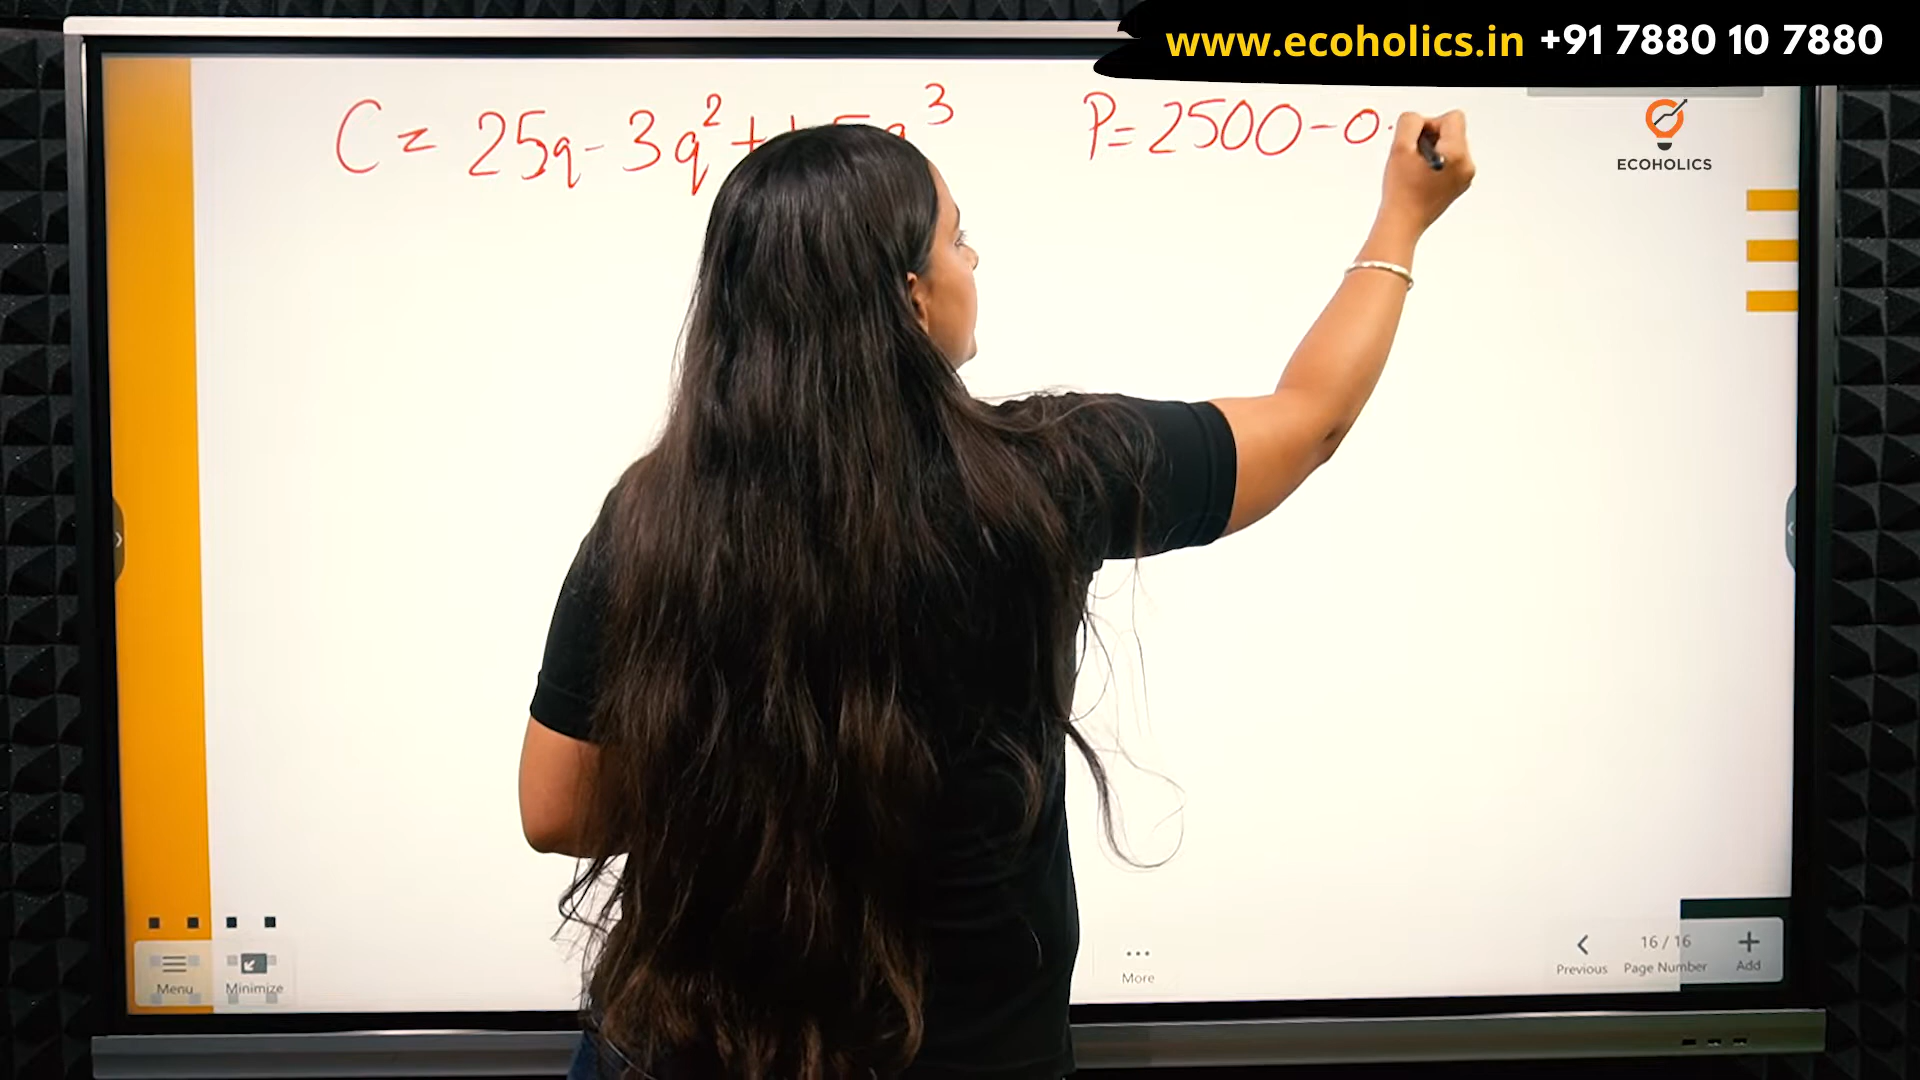 www.ecoholics.in +91 7880 10 7880
C = 25q - 3q² +
3
P = 2500 - 0.
ECOHOLICS
Menu
Minimize
More
Previous
16 / 16
Page Number
Add